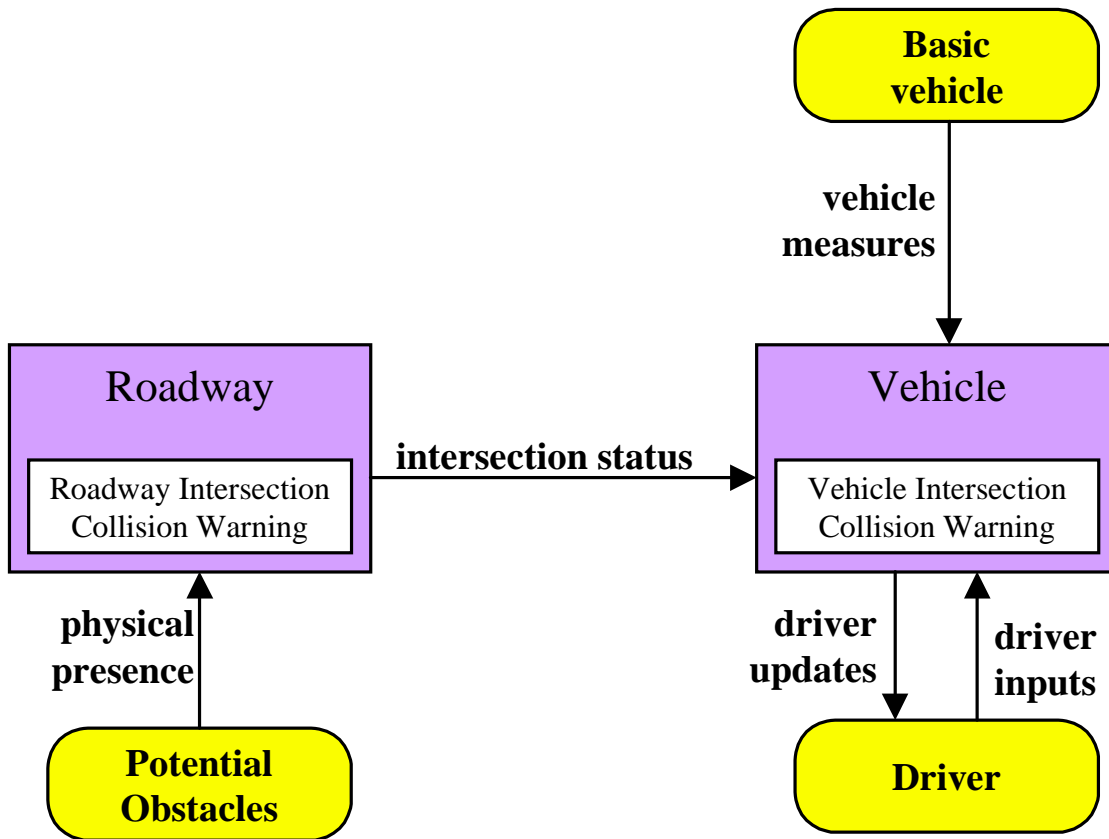 Basic
vehicle
vehicle
measures
Roadway
Roadway Intersection
Collision Warning
intersection status
Vehicle
Vehicle Intersection
Collision Warning
physical
presence
driver
updates
driver
inputs
Potential
Obstacles
Driver